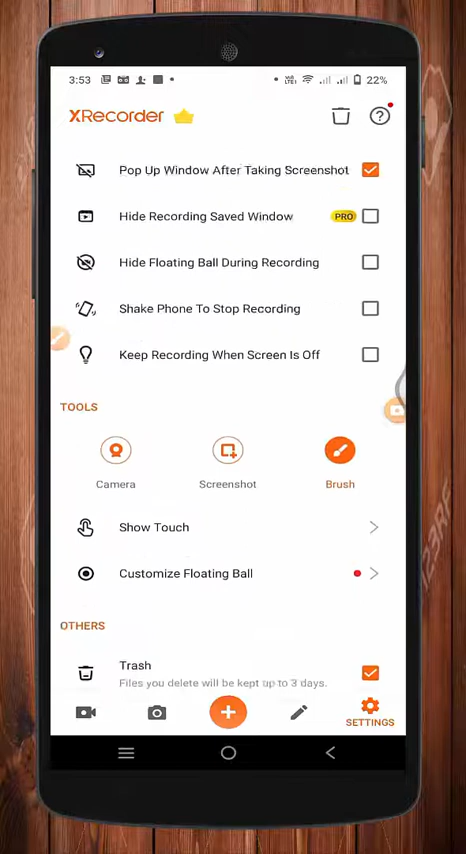 3:53
22%
XRecorder
Pop Up Window After Taking Screenshot
Hide Recording Saved Window PRO
Hide Floating Ball During Recording
Shake Phone To Stop Recording
Keep Recording When Screen Is Off
TOOLS
Camera Screenshot Brush
Show Touch
Customize Floating Ball
OTHERS
Trash
Files you delete will be kept up to 3 days.
SETTINGS
123RF